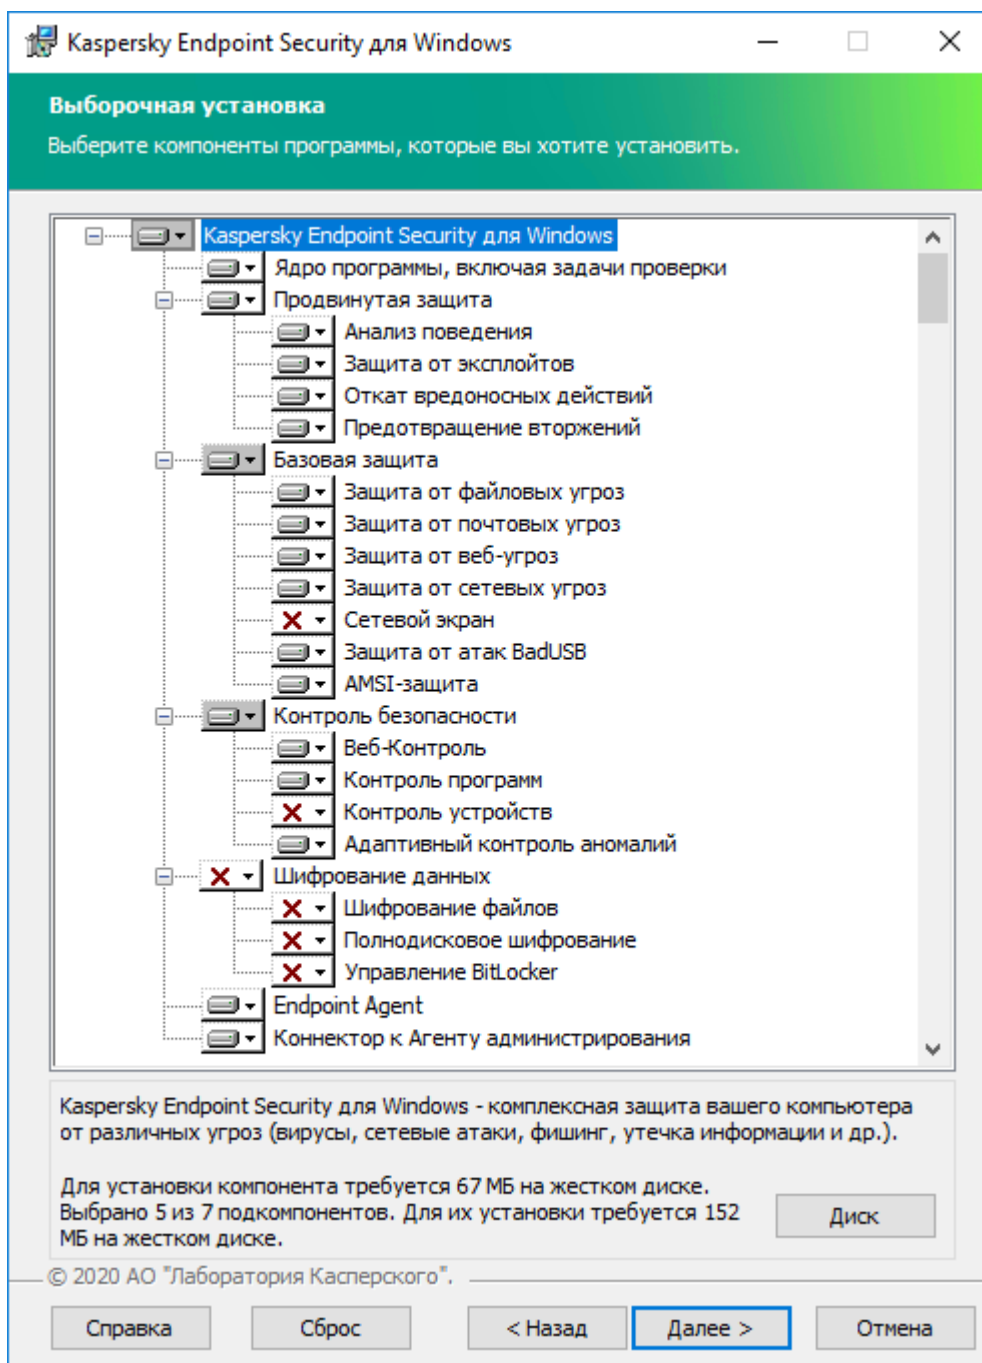 Kaspersky Endpoint Security для Windows
Выборочная установка
Выберите компоненты программы, которые вы хотите установить.
Kaspersky Endpoint Security для Windows
Ядро программы, включая задачи проверки
Продвинутая защита
Анализ поведения
Защита от эксплойтов
Откат вредоносных действий
Предотвращение вторжений
Базовая защита
Защита от файловых угроз
Защита от почтовых угроз
Защита от веб-угроз
Защита от сетевых угроз
Сетевой экран
Защита от атак BadUSB
AMSI-защита
Контроль безопасности
Веб-Контроль
Контроль программ
Контроль устройств
Адаптивный контроль аномалий
Шифрование данных
Шифрование файлов
Полнодисковое шифрование
Управление BitLocker
Endpoint Agent
Коннектор к Агенту администрирования
Kaspersky Endpoint Security для Windows - комплексная защита вашего компьютера
от различных угроз (вирусы, сетевые атаки, фишинг, утечка информации и др.).
Для установки компонента требуется 67 МБ на жестком диске.
Выбрано 5 из 7 подкомпонентов. Для их установки требуется 152
МБ на жестком диске.
Диск
© 2020 АО "Лаборатория Касперского".
Справка
Сброс
< Назад
Далее >
Отмена